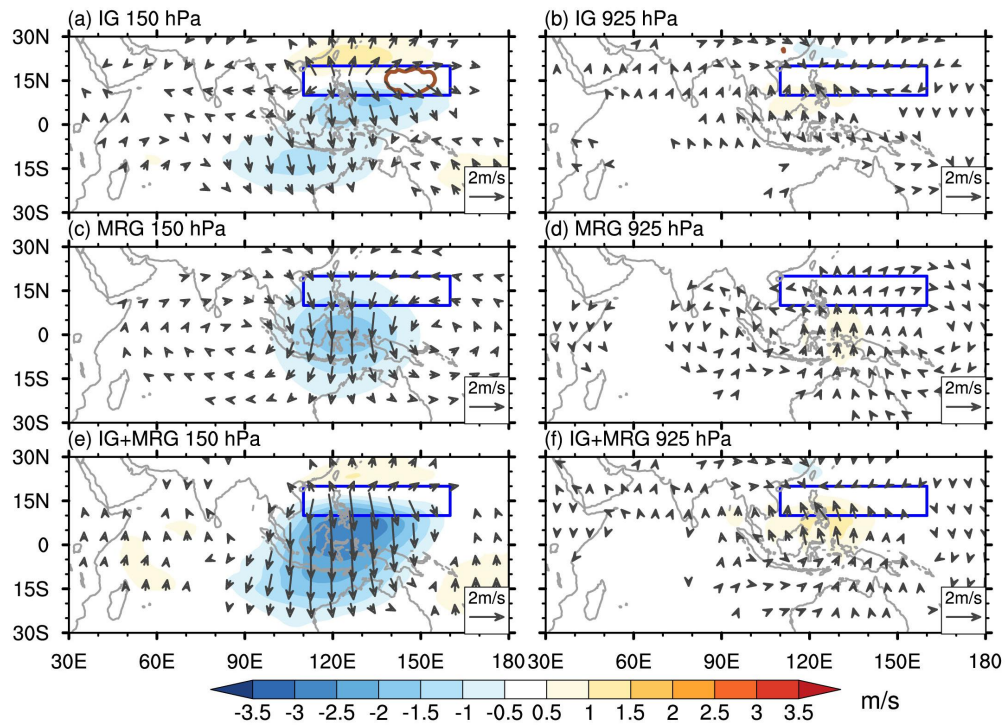 (a) IG 150 hPa
(b) IG 925 hPa
30N
15N
0
15S
30S
2m/s
2m/s
(c) MRG 150 hPa
(d) MRG 925 hPa
30N
15N
0
15S
30S
2m/s
2m/s
(e) IG+MRG 150 hPa
(f) IG+MRG 925 hPa
30N
15N
0
15S
30S
2m/s
2m/s
30E 60E 90E 120E 150E 180 30E 60E 90E 120E 150E 180
-3.5 -3 -2.5 -2 -1.5 -1 -0.5 0.5 1 1.5 2 2.5 3 3.5 m/s